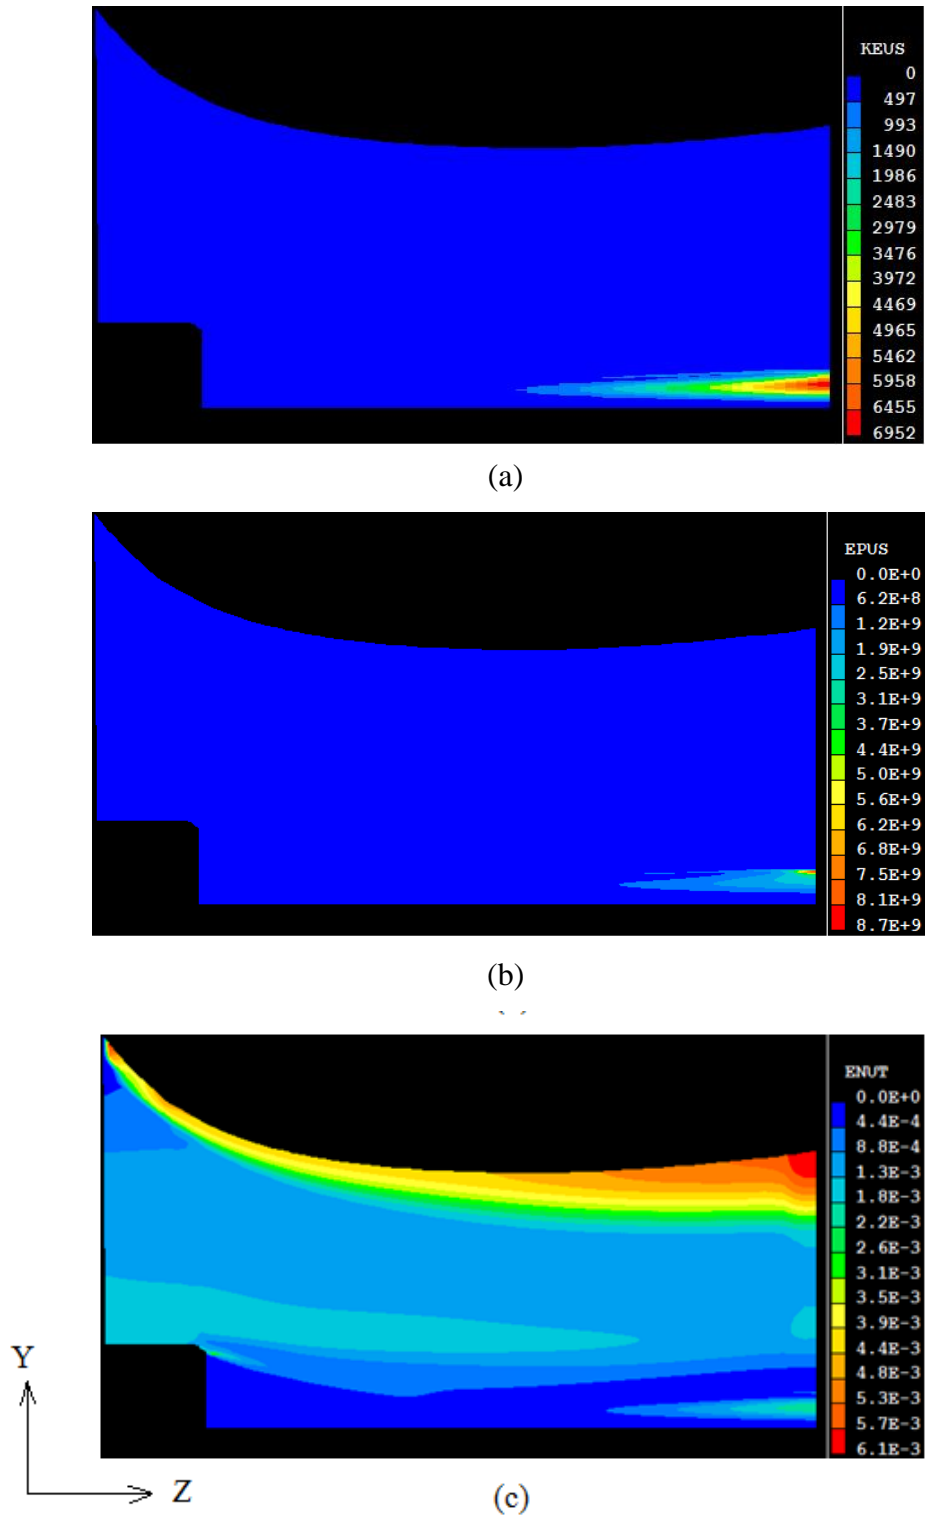 KEUS
0
497
993
1490
1986
2483
2979
3476
3972
4469
4965
5462
5958
6455
6952
(a)
EPUS
0.0E+0
6.2E+8
1.2E+9
1.9E+9
2.5E+9
3.1E+9
3.7E+9
4.4E+9
5.0E+9
5.6E+9
6.2E+9
6.8E+9
7.5E+9
8.1E+9
8.7E+9
(b)
ENUT
0.0E+0
4.4E-4
8.8E-4
1.3E-3
1.8E-3
2.2E-3
2.6E-3
3.1E-3
3.5E-3
3.9E-3
4.4E-3
4.8E-3
5.3E-3
5.7E-3
6.1E-3
Y
Z
(c)